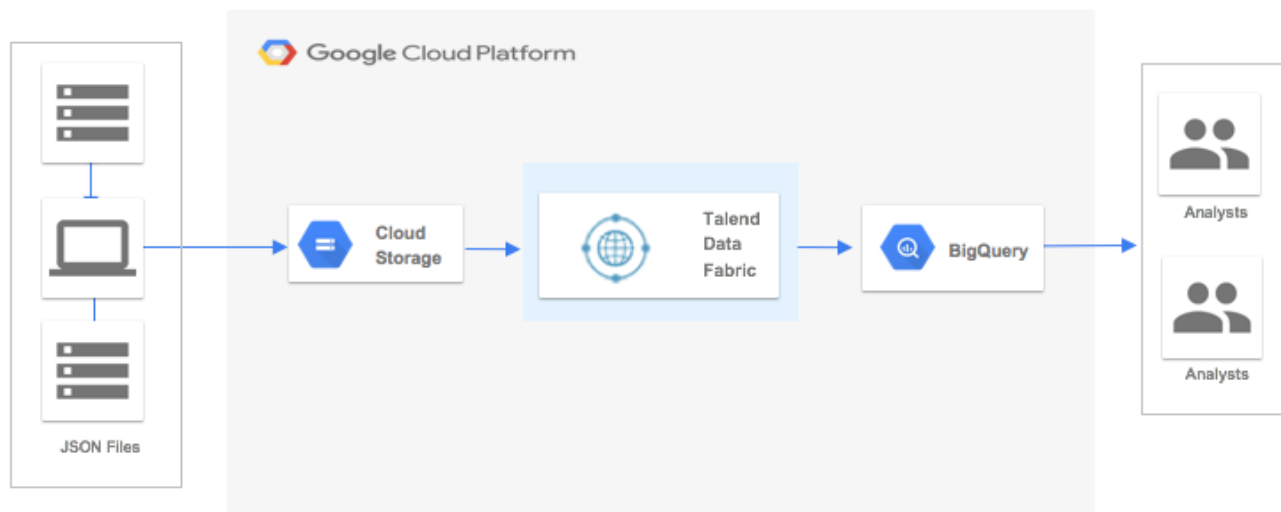 Google Cloud Platform
JSON Files
Cloud
Storage
Talend
Data
Fabric
BigQuery
Analysts
Analysts